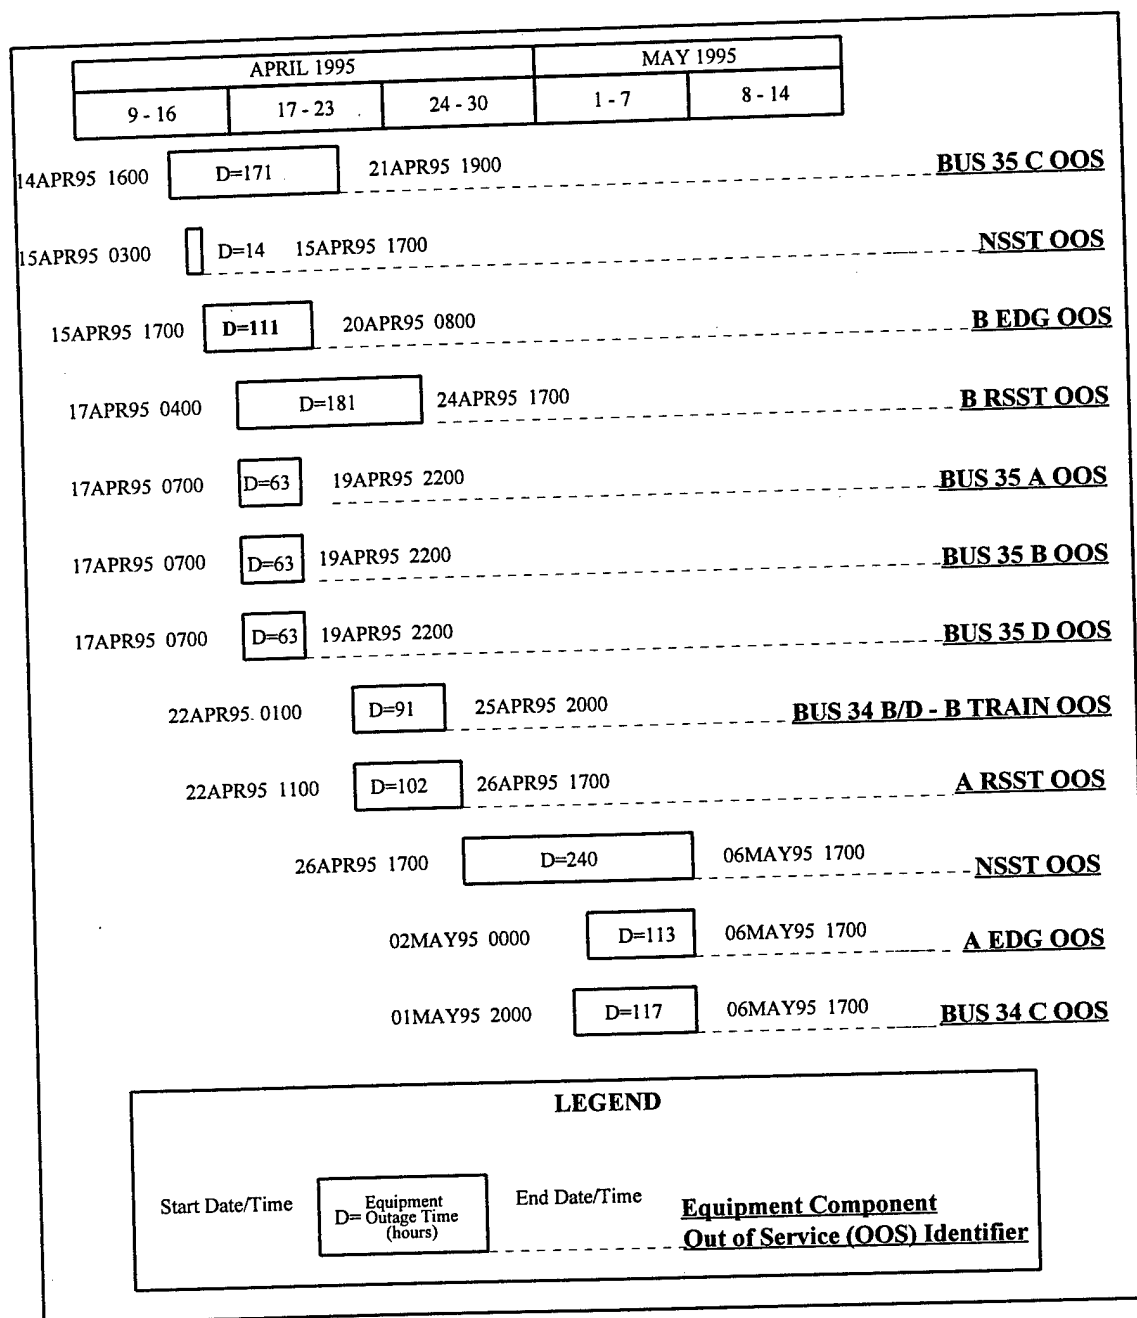 APRIL 1995 MAY 1995
9 - 16 17 - 23 24 - 30 1 - 7 8 - 14
14APR95 1600 D=171 21APR95 1900 BUS 35 C OOS
15APR95 0300 D=14 15APR95 1700 NSST OOS
15APR95 1700 D=111 20APR95 0800 B EDG OOS
17APR95 0400 D=181 24APR95 1700 B RSST OOS
17APR95 0700 D=63 19APR95 2200 BUS 35 A OOS
17APR95 0700 D=63 19APR95 2200 BUS 35 B OOS
17APR95 0700 D=63 19APR95 2200 BUS 35 D OOS
22APR95 0100 D=91 25APR95 2000 BUS 34 B/D - B TRAIN OOS
22APR95 1100 D=102 26APR95 1700 A RSST OOS
26APR95 1700 D=240 06MAY95 1700 NSST OOS
02MAY95 0000 D=113 06MAY95 1700 A EDG OOS
01MAY95 2000 D=117 06MAY95 1700 BUS 34 C OOS
LEGEND
Start Date/Time
Equipment
D= Outage Time
(hours)
End Date/Time
Equipment Component
Out of Service (OOS) Identifier